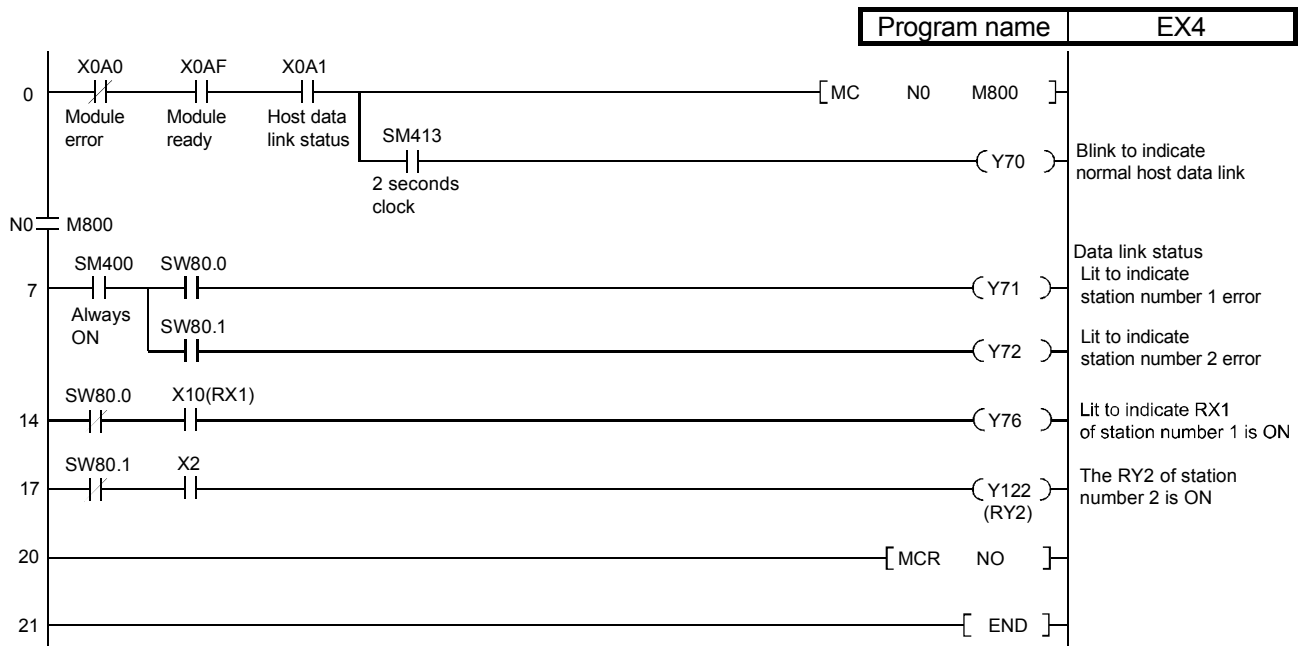 Program name EX4
X0A0 X0AF X0A1
0 MC N0 M800
Module error
Module ready
Host data link status
SM413
Y70
Blink to indicate
normal host data link
2 seconds
clock
N0 M800
Data link status
SM400 SW80.0
7 Y71
Lit to indicate
station number 1 error
Always
ON
SW80.1
Y72
Lit to indicate
station number 2 error
SW80.0 X10(RX1)
14 Y76
Lit to indicate RX1
of station number 1 is ON
SW80.1 X2
17 Y122
(RY2)
The RY2 of station
number 2 is ON
20 MCR NO
21 END